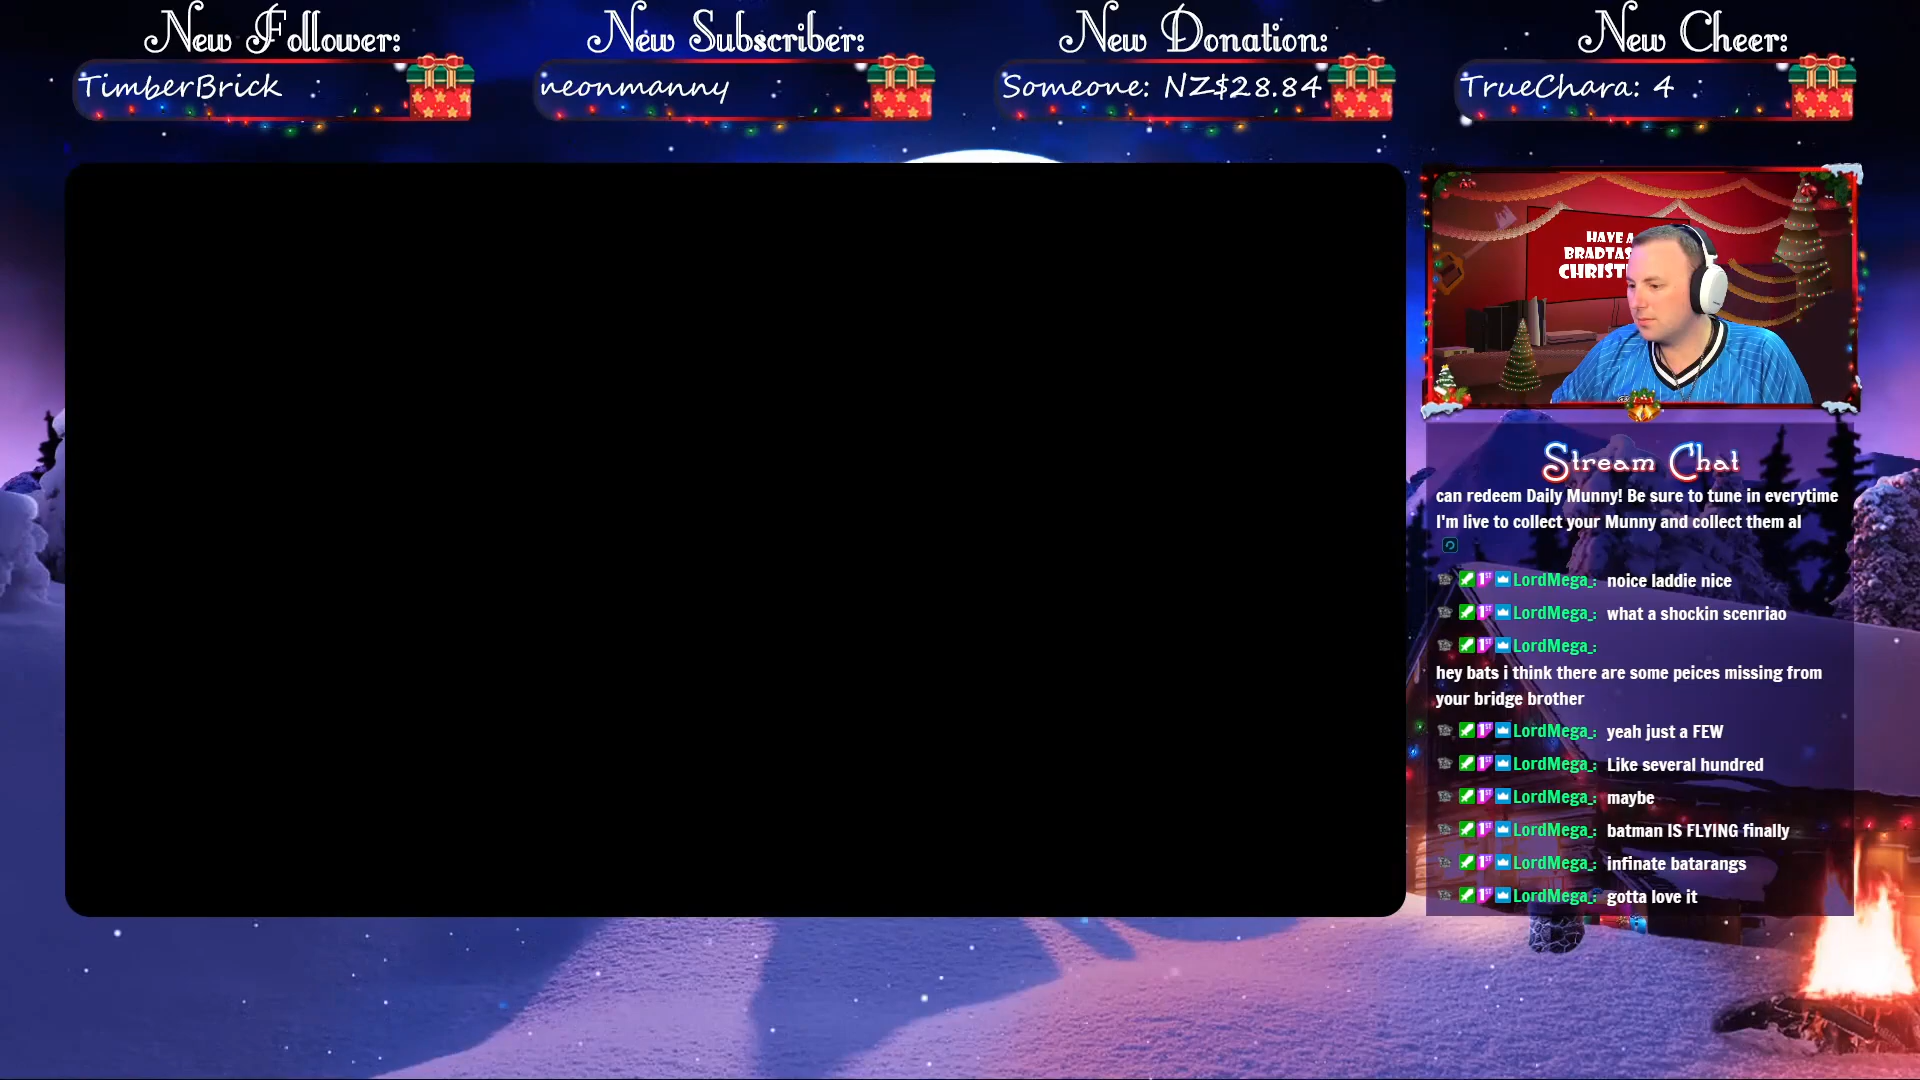 New Follower:
New Subscriber:
New Donation:
New Cheer:
TimberBrick
neonmanny
Someone: NZ$28.84
TrueChara: 4
HAVE A
CHRIST
Stream Chat
can redeem Daily Munny! Be sure to tune in everytime
I'm live to collect your Munny and collect them al
LordMega_: noice laddie nice
LordMega_: what a shockin scenriao
LordMega_:
hey bats i think there are some peices missing from
your bridge brother
LordMega_: yeah just a FEW
LordMega_: Like several hundred
LordMega_: maybe
LordMega_: batman IS FLYING finally
LordMega_: infinate batarangs
LordMega_: gotta love it